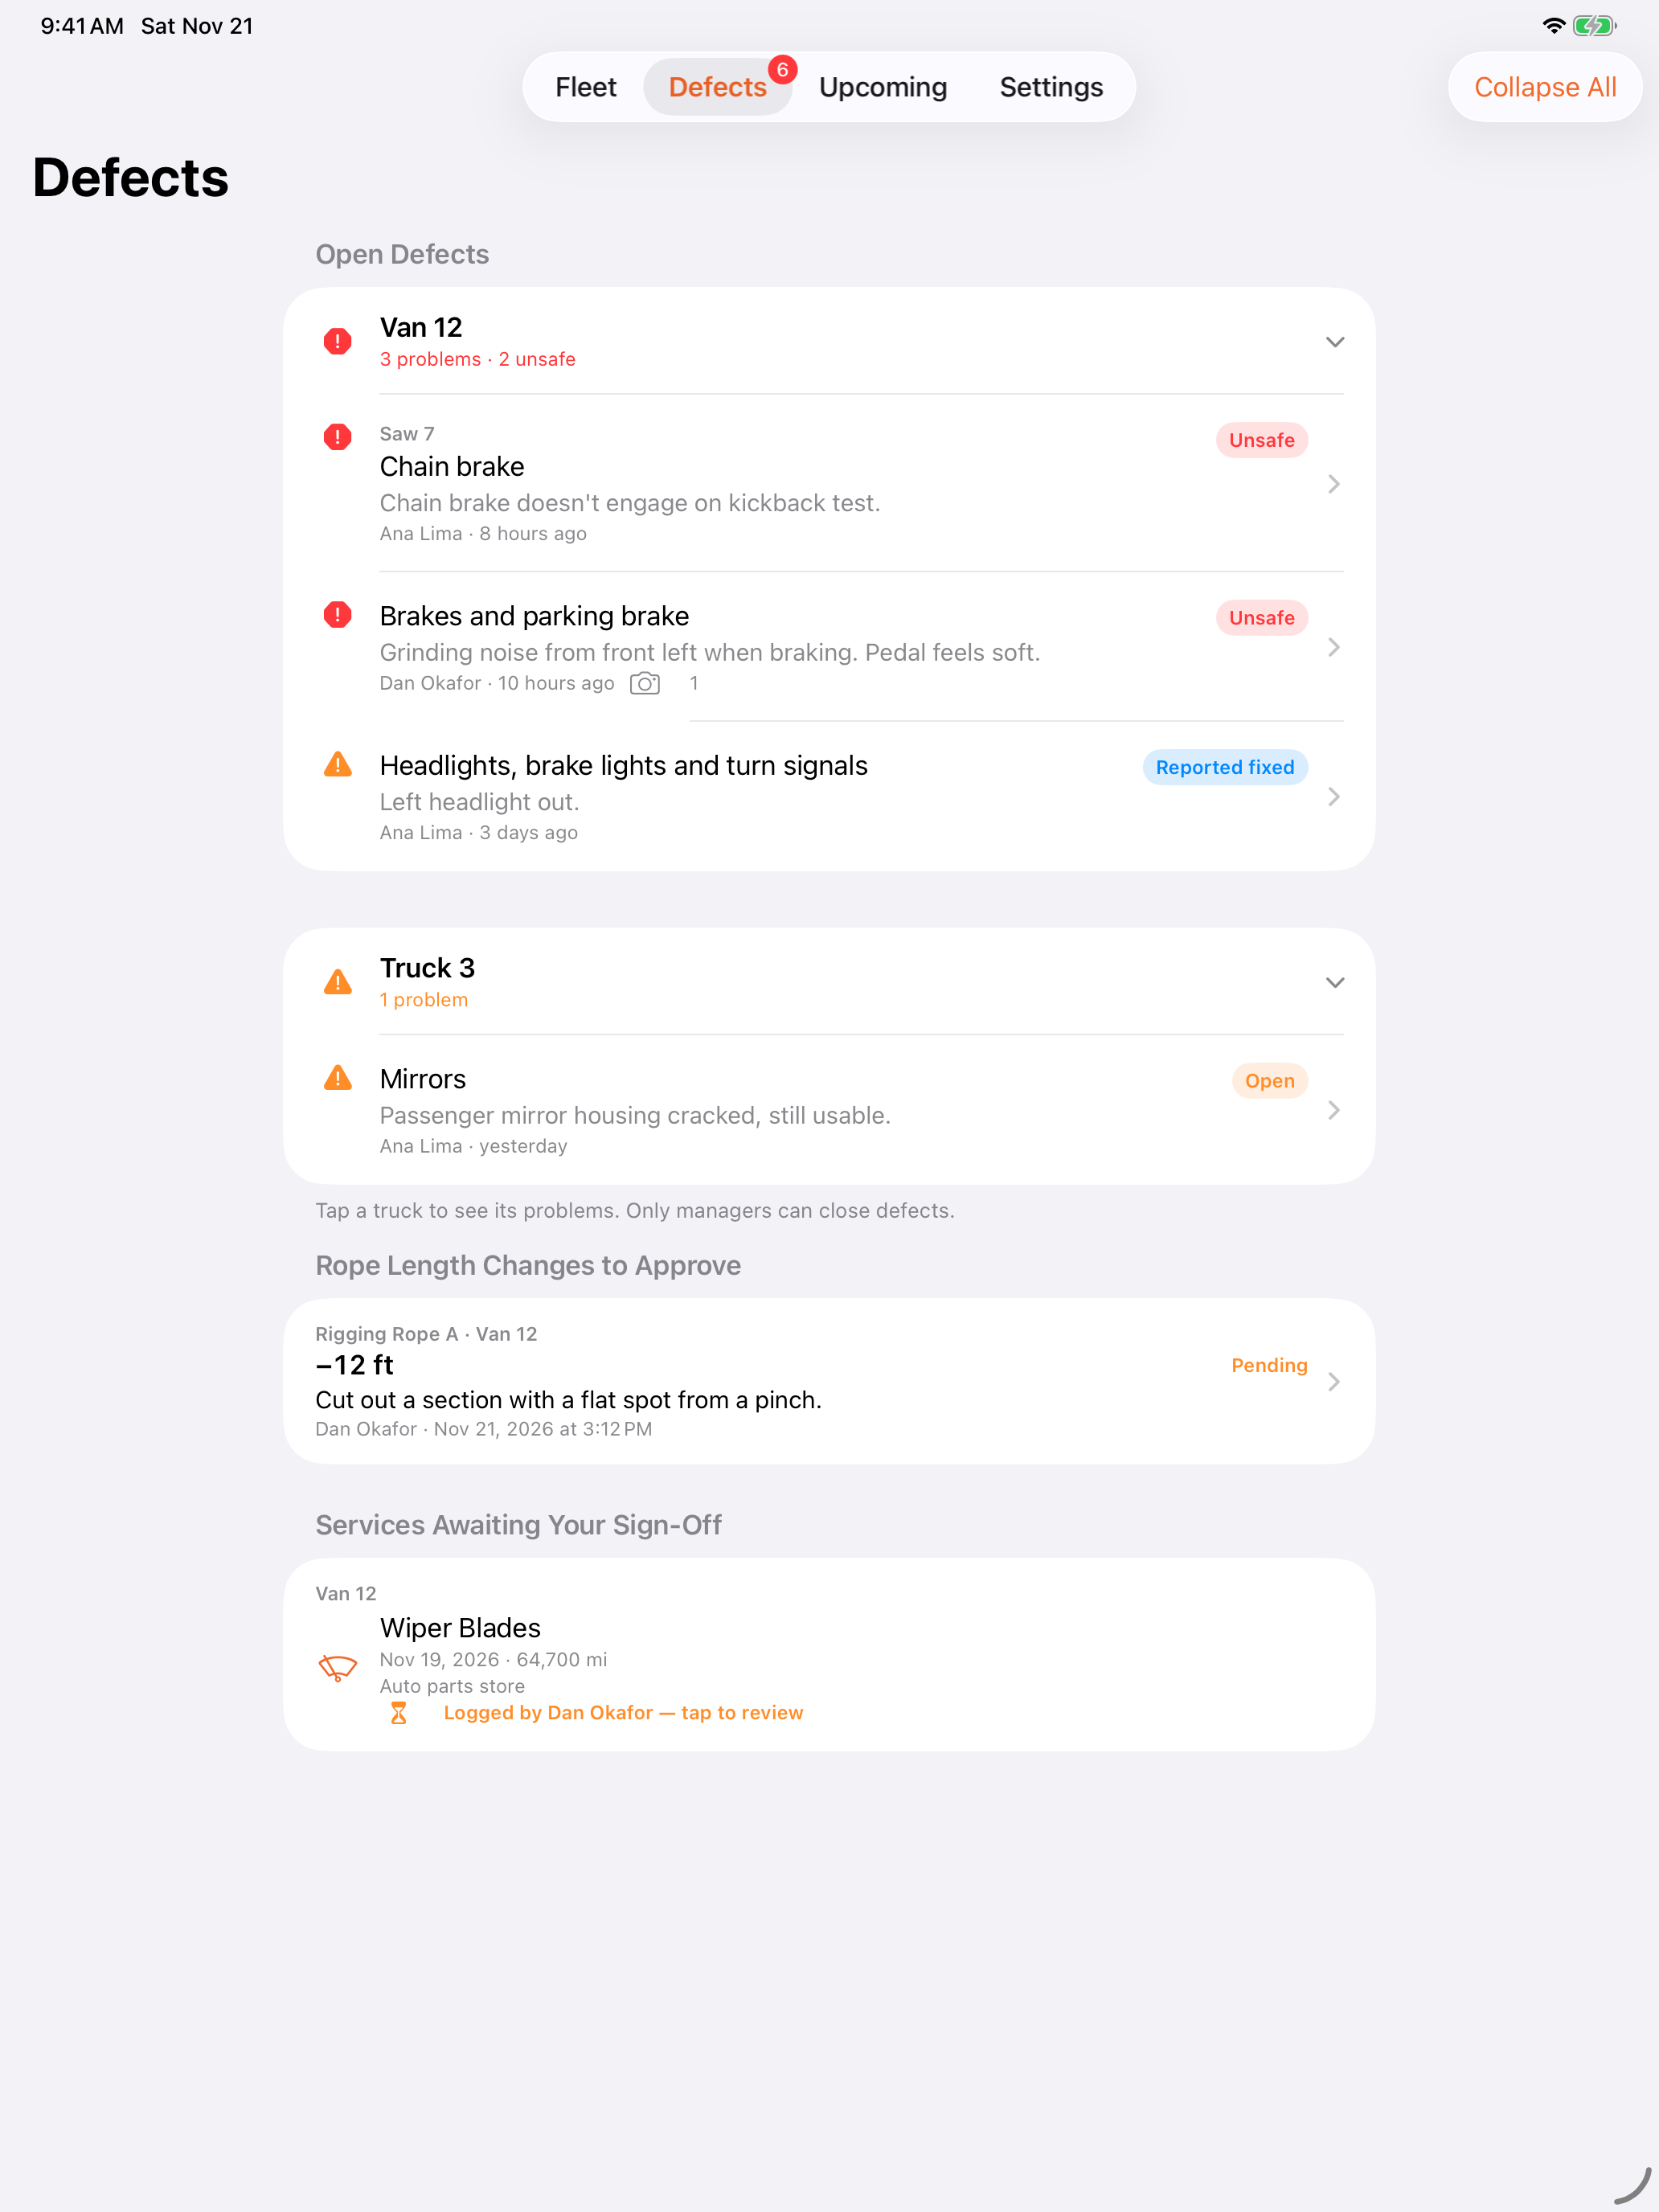 9:41 AM Sat Nov 21
Fleet
Defects
6
Upcoming
Settings
Collapse All
Defects
Open Defects
Van 12
3 problems · 2 unsafe
Saw 7
Unsafe
Chain brake
Chain brake doesn't engage on kickback test.
Ana Lima · 8 hours ago
Brakes and parking brake
Unsafe
Grinding noise from front left when braking. Pedal feels soft.
Dan Okafor · 10 hours ago 1
Headlights, brake lights and turn signals
Reported fixed
Left headlight out.
Ana Lima · 3 days ago
Truck 3
1 problem
Mirrors
Open
Passenger mirror housing cracked, still usable.
Ana Lima · yesterday
Tap a truck to see its problems. Only managers can close defects.
Rope Length Changes to Approve
Rigging Rope A · Van 12
−12 ft
Pending
Cut out a section with a flat spot from a pinch.
Dan Okafor · Nov 21, 2026 at 3:12 PM
Services Awaiting Your Sign-Off
Van 12
Wiper Blades
Nov 19, 2026 · 64,700 mi
Auto parts store
Logged by Dan Okafor — tap to review